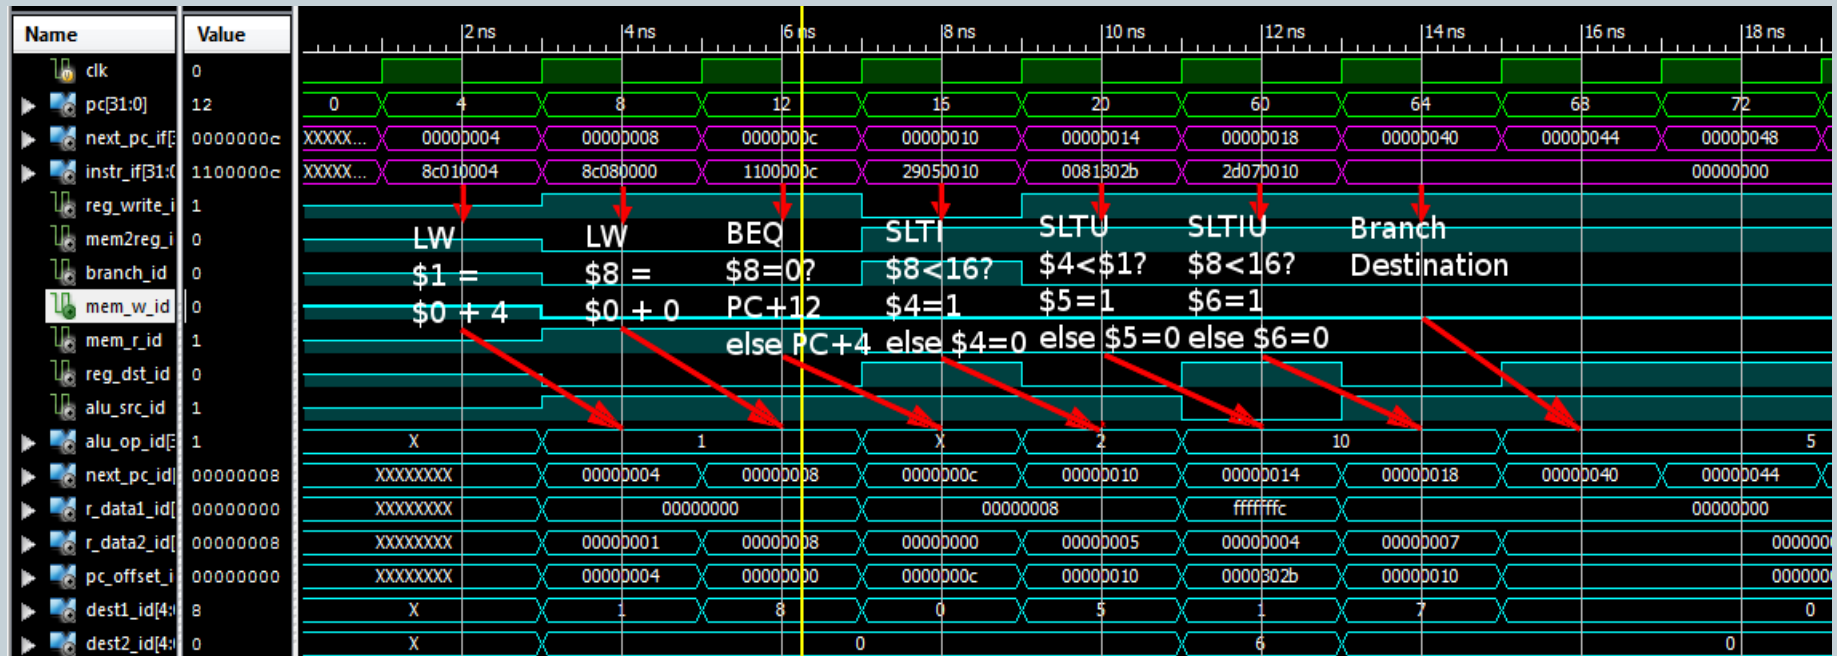 Name Value 2 ns 4 ns 6 ns 8 ns 10 ns 12 ns 14 ns 16 ns 18 ns
clk 0
pc[31:0] 12 0 4 8 12 16 20 60 64 68 72
next_pc_if[3 0000000c XXXXX... 00000004 00000008 0000000c 00000010 00000014 00000018 00000040 00000044 00000048
instr_if[31:0 1100000c XXXXX... 8c010004 8c080000 1100000c 29050010 0081302b 2d070010 00000000
reg_write_i 1
mem2reg_i 0
branch_id 0
mem_w_id 0
mem_r_id 1
reg_dst_id 0
alu_src_id 1
LW
$1 =
$0 + 4
LW
$8 =
$0 + 0
BEQ
$8=0?
PC+12
else PC+4
SLTI
$8<16?
$4=1
else $4=0
SLTU
$4<$1?
$5=1
else $5=0
SLTIU
$8<16?
$6=1
else $6=0
Branch
Destination
alu_op_id[3 1 X 1 X 2 10 5
next_pc_id[ 00000008 XXXXXXXX 00000004 00000008 0000000c 00000010 00000014 00000018 00000040 00000044
r_data1_id[ 00000000 XXXXXXXX 00000000 00000008 fffffffc 00000000
r_data2_id[ 00000008 XXXXXXXX 00000001 00000008 00000000 00000005 00000004 00000007 000000
pc_offset_i 00000000 XXXXXXXX 00000004 00000000 0000000c 00000010 0000302b 00000010 000000
dest1_id[4:0 8 X 1 8 0 5 1 7 0
dest2_id[4:0 0 X 0 6 0